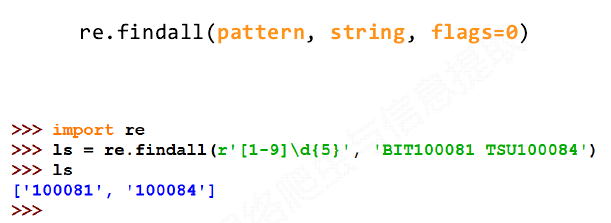 re.findall(pattern, string, flags=0)
>>> import re
>>> ls = re.findall(r'[1-9]\d{5}', 'BIT100081 TSU100084')
>>> ls
['100081', '100084']
>>>